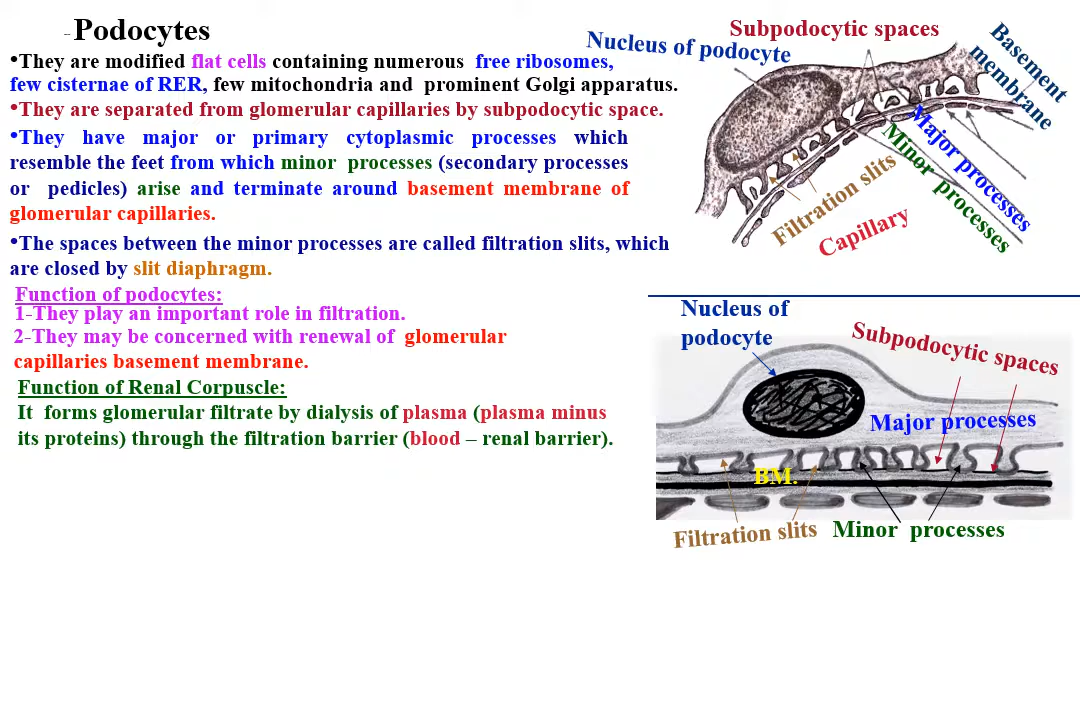 -Podocytes
•They are modified flat cells containing numerous free ribosomes,
few cisternae of RER, few mitochondria and prominent Golgi apparatus.
•They are separated from glomerular capillaries by subpodocytic space.
•They have major or primary cytoplasmic processes which
resemble the feet from which minor processes (secondary processes
or pedicles) arise and terminate around basement membrane of
glomerular capillaries.
•The spaces between the minor processes are called filtration slits, which
are closed by slit diaphragm.
Function of podocytes:
1-They play an important role in filtration.
2-They may be concerned with renewal of glomerular
capillaries basement membrane.
Function of Renal Corpuscle:
It forms glomerular filtrate by dialysis of plasma (plasma minus
its proteins) through the filtration barrier (blood – renal barrier).
Subpodocytic spaces
Nucleus of podocyte
Basement
membrane
Major processes
Minor processes
Filtration slits
Capillary
Nucleus of
podocyte
Subpodocytic spaces
Major processes
BM.
Filtration slits
Minor processes